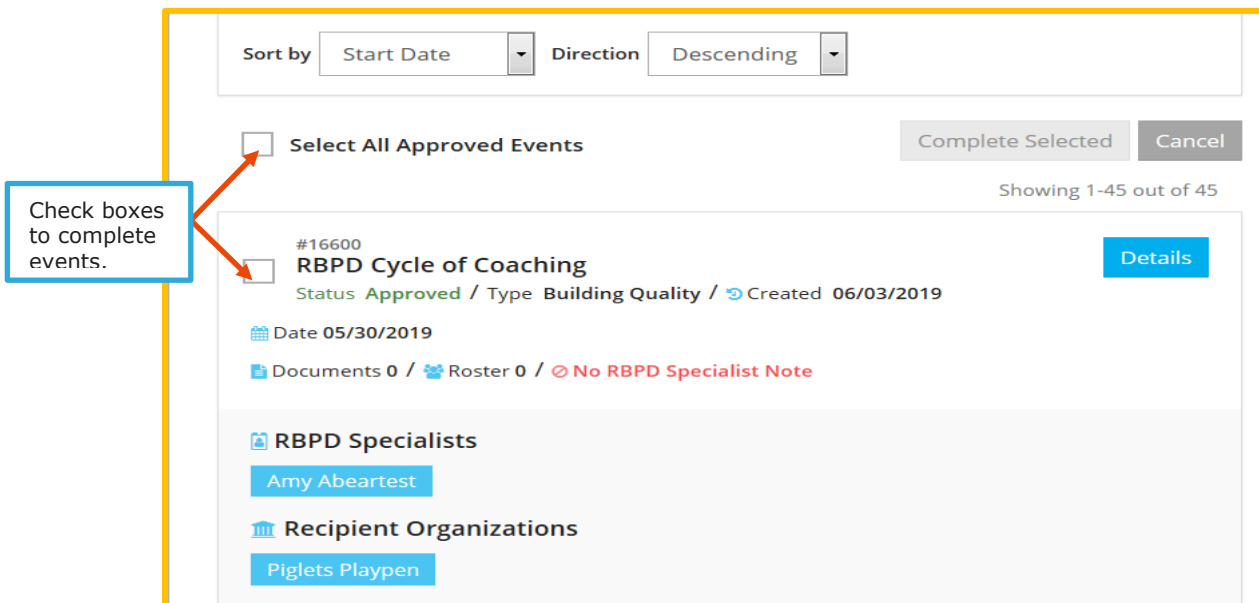 Sort by Start Date Direction Descending
Select All Approved Events Complete Selected Cancel
Showing 1-45 out of 45
Check boxes
to complete
events.
#16600
RBPD Cycle of Coaching Details
Status Approved / Type Building Quality / Created 06/03/2019
Date 05/30/2019
Documents 0 / Roster 0 / No RBPD Specialist Note
RBPD Specialists
Amy Abeartest
Recipient Organizations
Piglets Playpen